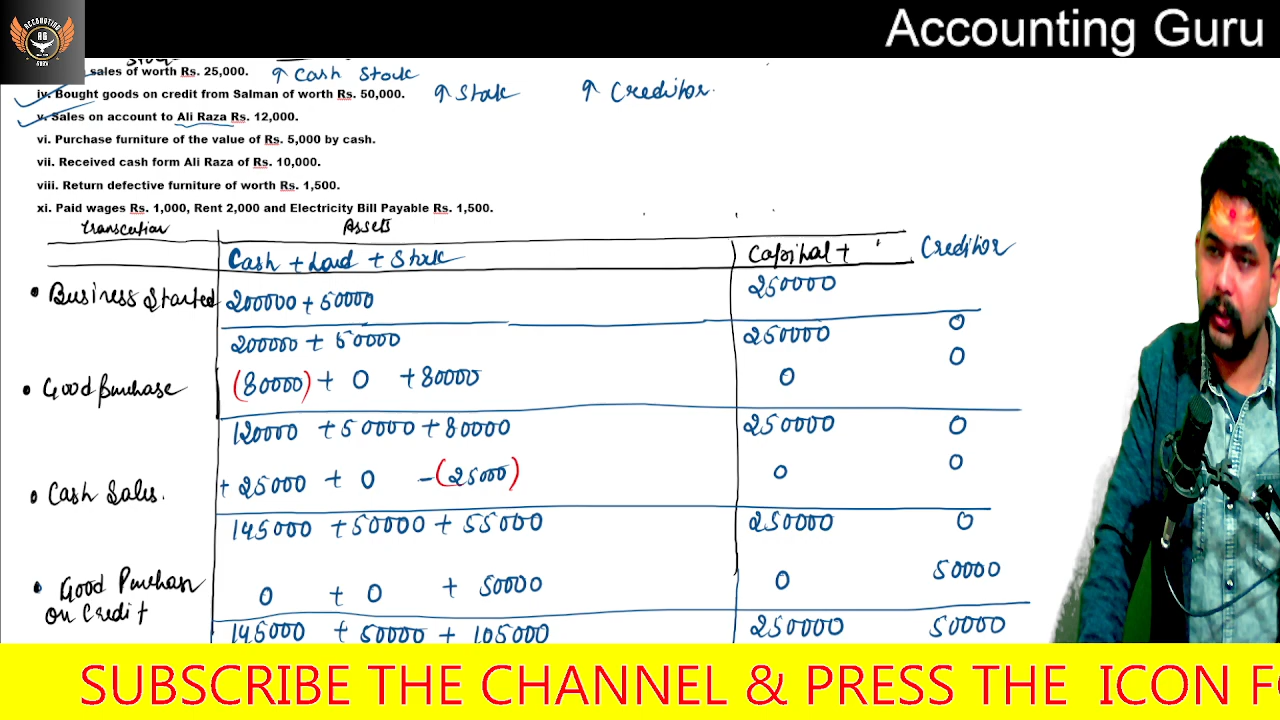 Accounting Guru
ACCOUNTING
AG
GURU
sales of worth Rs. 25,000. ↑ Cash Stock
iv. Bought goods on credit from Salman of worth Rs. 50,000. ↑ Stock ↑ Creditor.
v. Sales on account to Ali Raza Rs. 12,000.
vi. Purchase furniture of the value of Rs. 5,000 by cash.
vii. Received cash form Ali Raza of Rs. 10,000.
viii. Return defective furniture of worth Rs. 1,500.
xi. Paid wages Rs. 1,000, Rent 2,000 and Electricity Bill Payable Rs. 1,500.
Transcation Assets
Cash + Land + Stock Capital + Creditor
• Business Started 200000 + 50000 250000
200000 + 50000 250000 0
• Good Purchase (80000) + 0 + 80000 0 0
120000 + 50000 + 80000 250000 0
• Cash Sales. + 25000 + 0 - (25000) 0 0
145000 + 50000 + 55000 250000 0
• Good Purchase 0 + 0 + 50000 0 50000
on Credit
145000 + 50000 + 105000 250000 50000
SUBSCRIBE THE CHANNEL & PRESS THE ICON FO